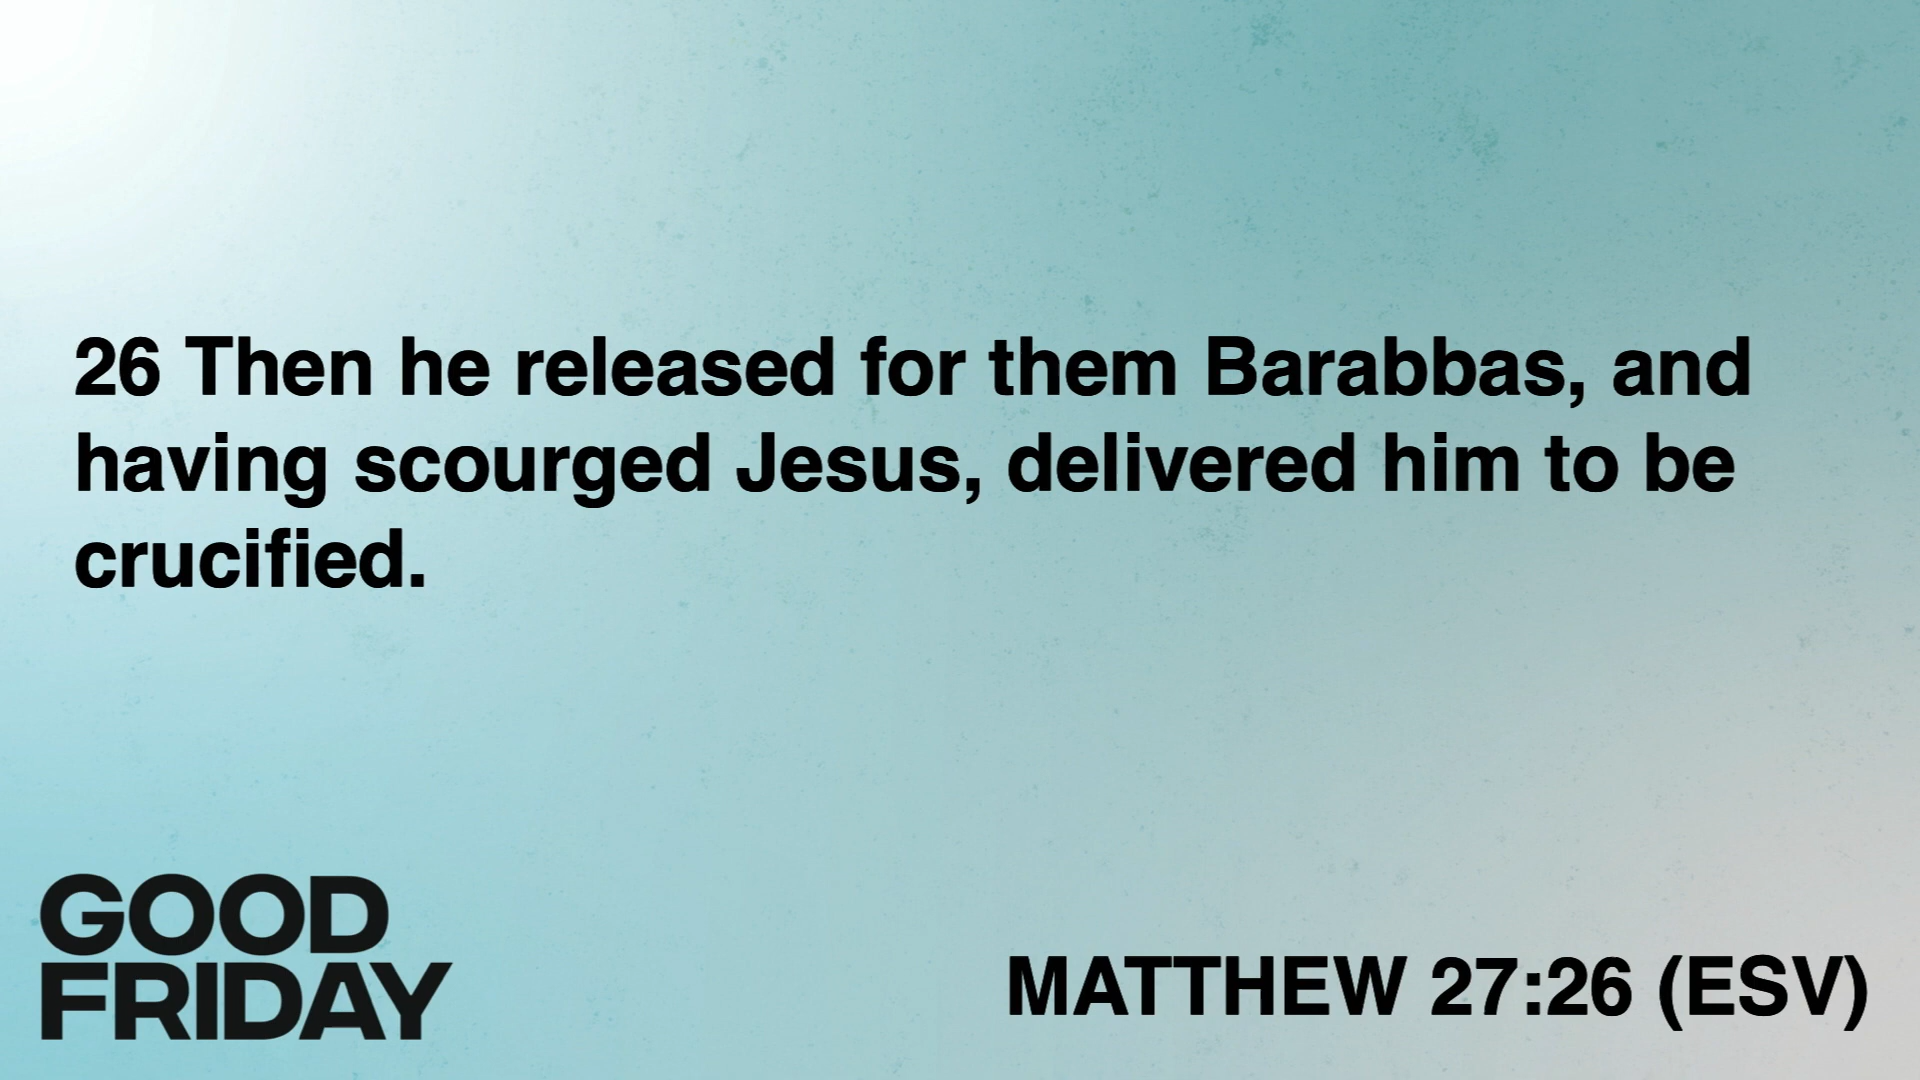 26 Then he released for them Barabbas, and
having scourged Jesus, delivered him to be
crucified.
GOOD
FRIDAY
MATTHEW 27:26 (ESV)